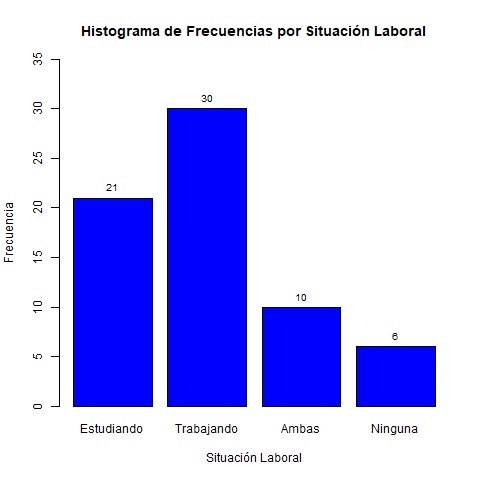 Histograma de Frecuencias por Situación Laboral
Frecuencia
35
30
25
20
15
10
5
0
21
30
10
6
Estudiando
Trabajando
Ambas
Ninguna
Situación Laboral